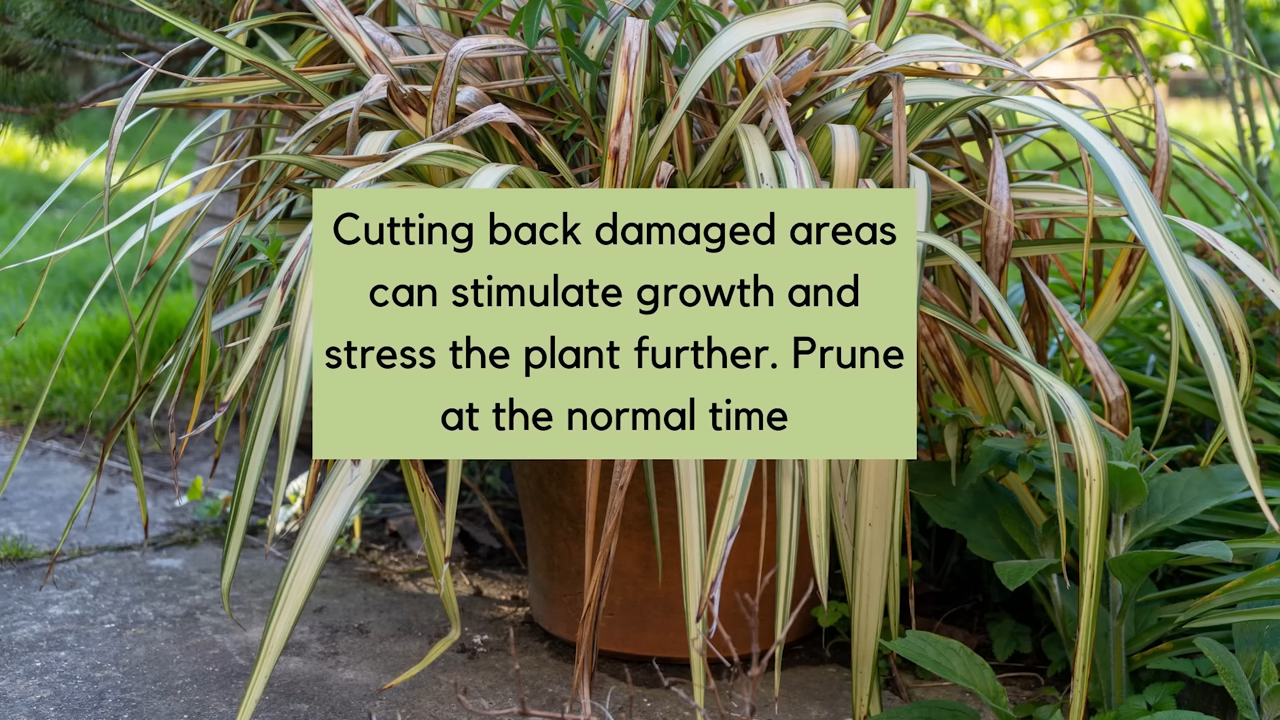 Cutting back damaged areas
can stimulate growth and
stress the plant further. Prune
at the normal time